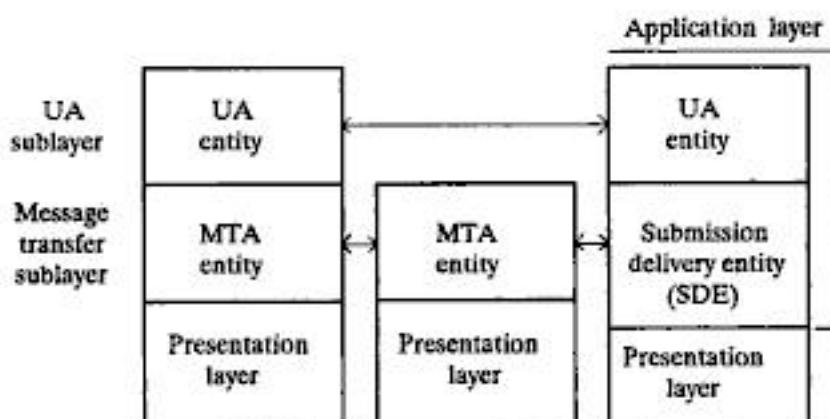 Application layer
UA
sublayer
UA
entity
UA
entity
Message
transfer
sublayer
MTA
entity
MTA
entity
Submission
delivery entity
(SDE)
Presentation
layer
Presentation
layer
Presentation
layer